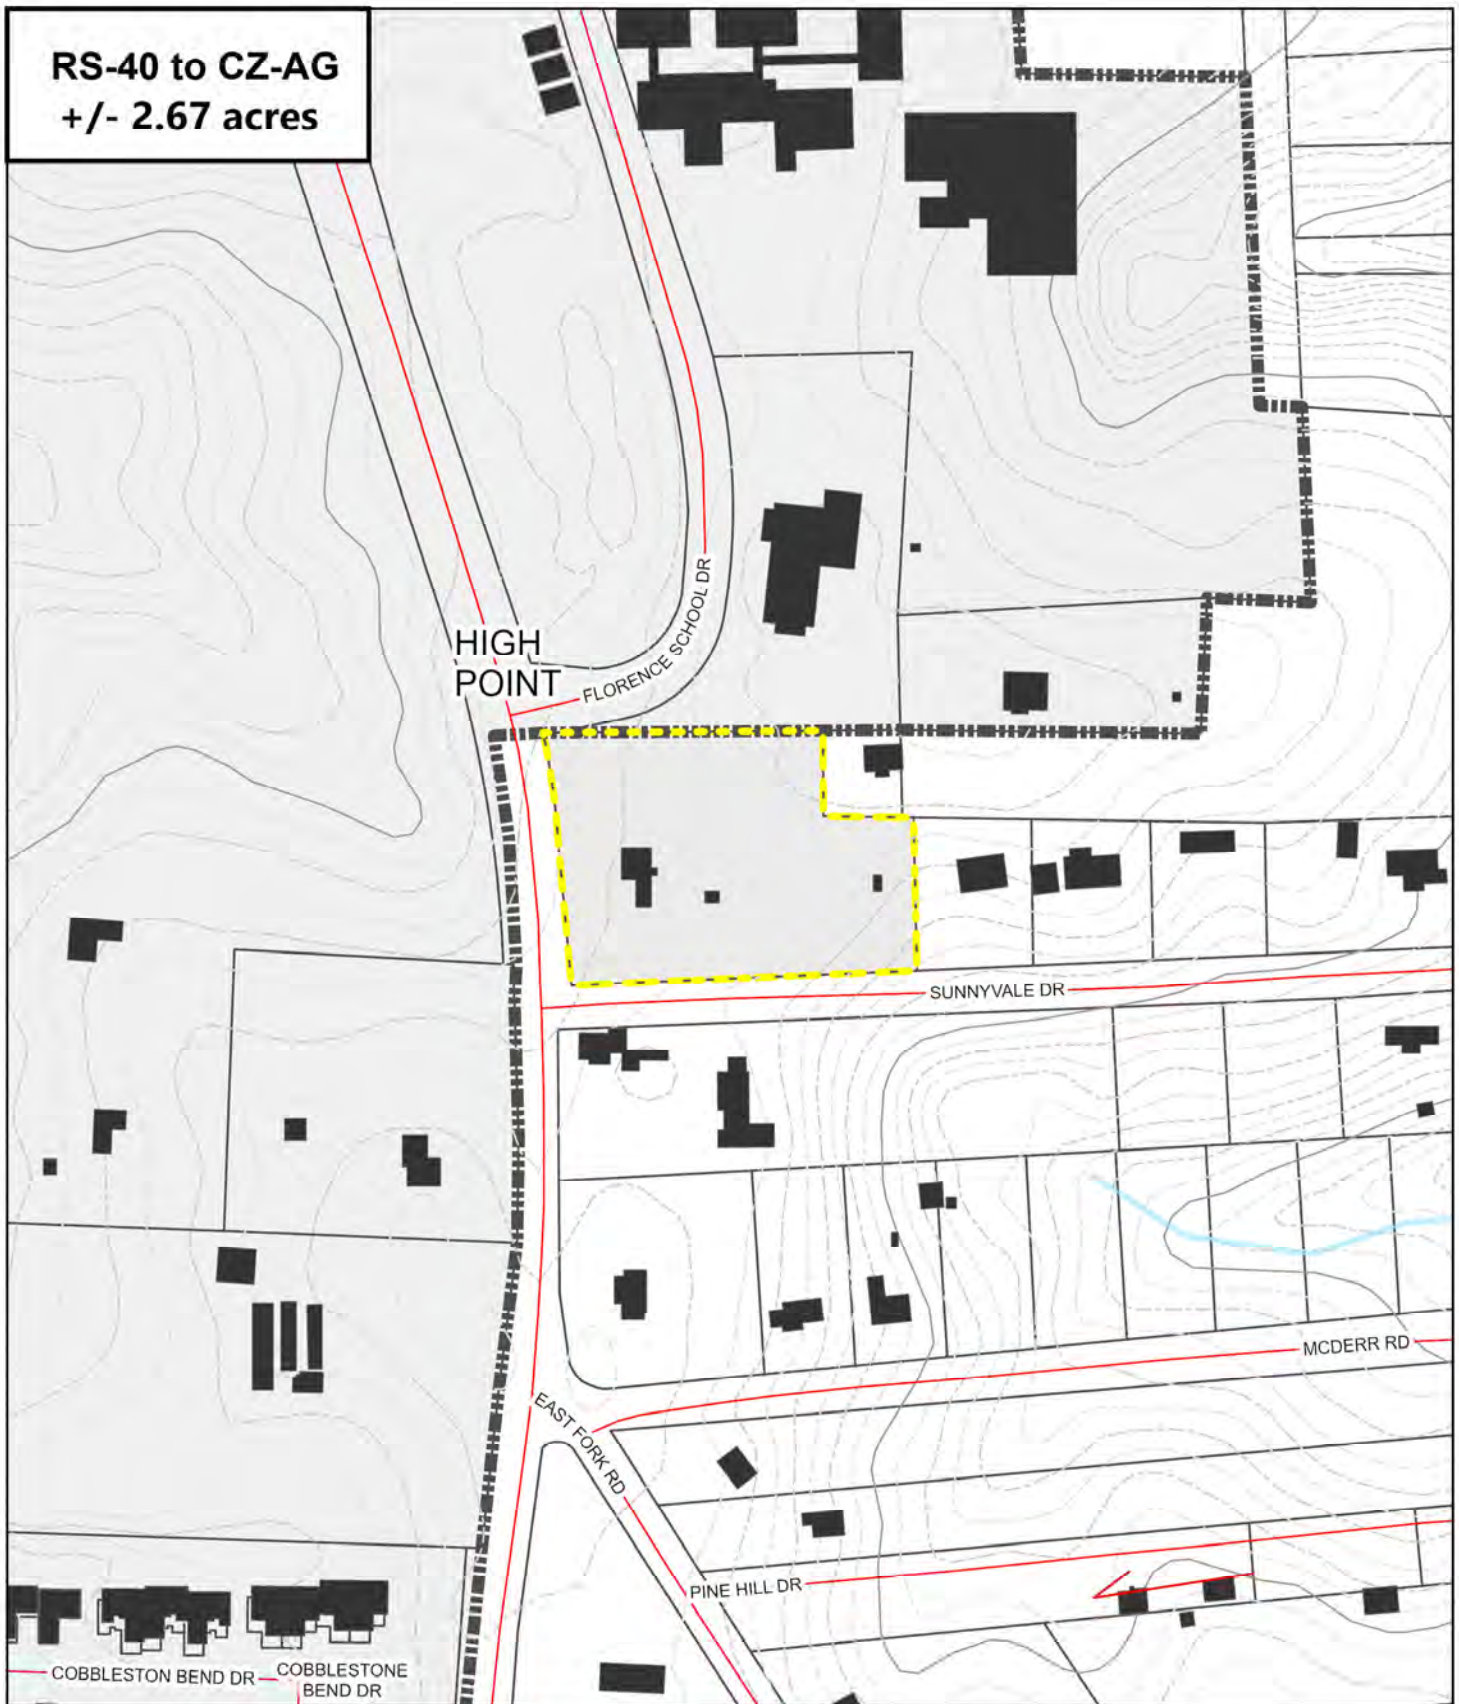 RS-40 to CZ-AG
+/- 2.67 acres
HIGH
POINT
FLORENCE SCHOOL DR
SUNNYVALE DR
MCDERR RD
EAST FORK RD
PINE HILL DR
COBBLESTON BEND DR
COBBLESTONE
BEND DR